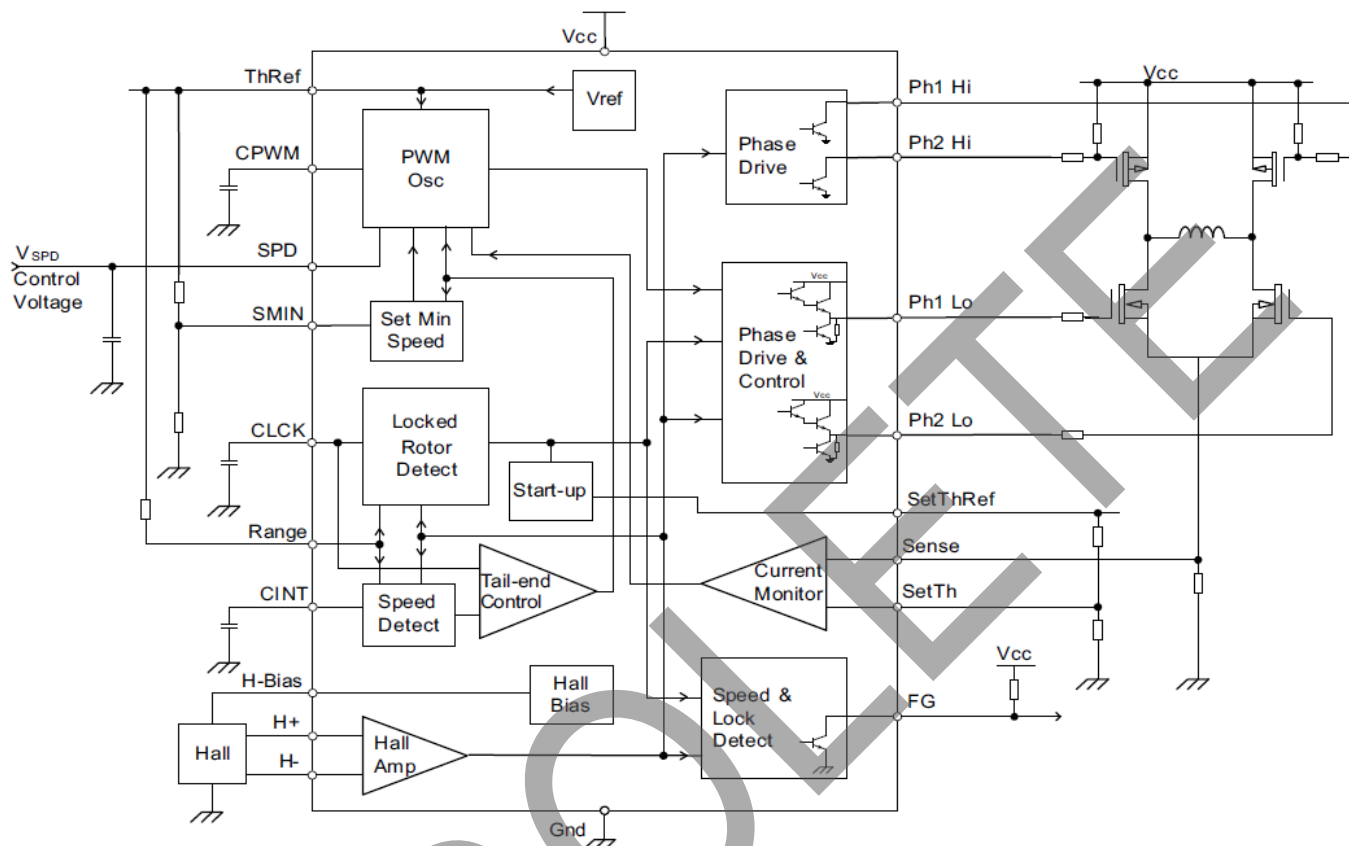 Vcc
ThRef
Vref
CPWM
PWM
Osc
Phase
Drive
Ph1 Hi
Ph2 Hi
Vcc
VSPD
Control
Voltage
SPD
SMIN
Set Min
Speed
Vcc
Phase
Drive &
Control
Vcc
Ph1 Lo
Ph2 Lo
CLCK
Locked
Rotor
Detect
Start-up
SetThRef
Range
Sense
Current
Monitor
SetTh
CINT
Speed
Detect
Tail-end
Control
H-Bias
Hall
Bias
Speed &
Lock
Detect
Vcc
FG
Hall
H+
H-
Hall
Amp
Gnd
OLETE